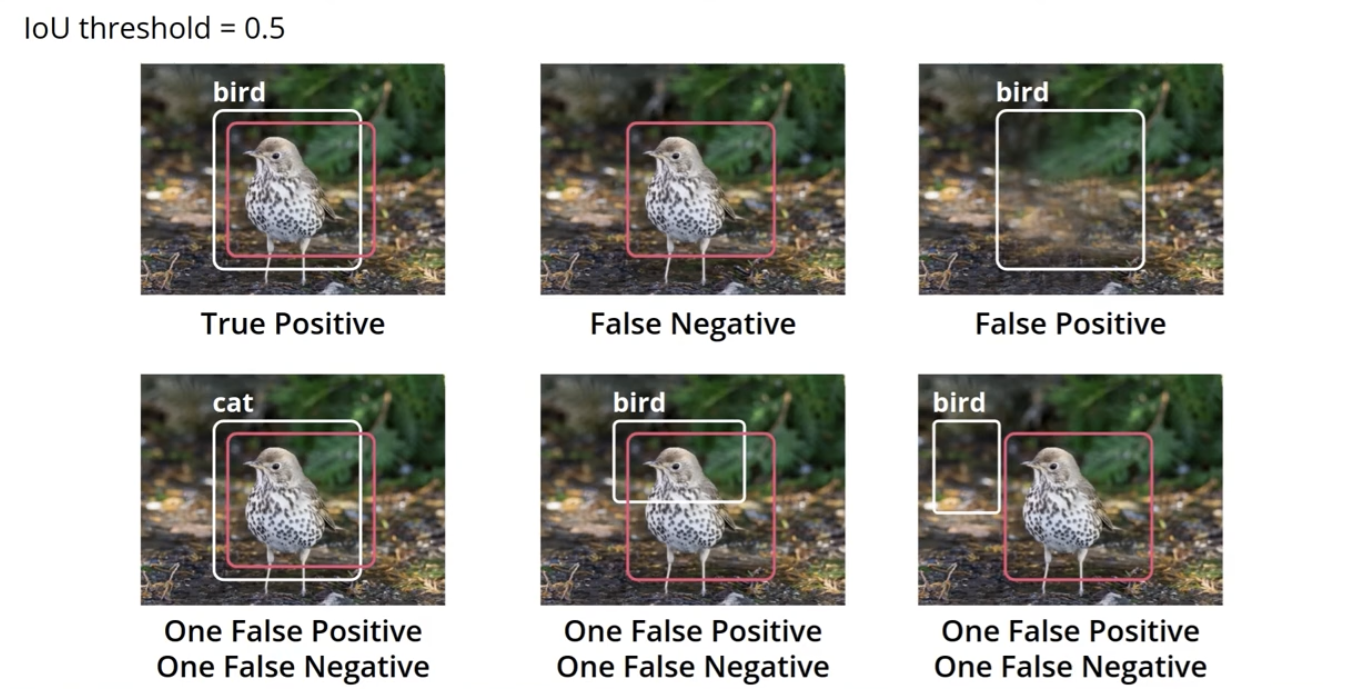 IoU threshold = 0.5
bird
bird
True Positive
False Negative
False Positive
cat
bird
bird
One False Positive
One False Negative
One False Positive
One False Negative
One False Positive
One False Negative